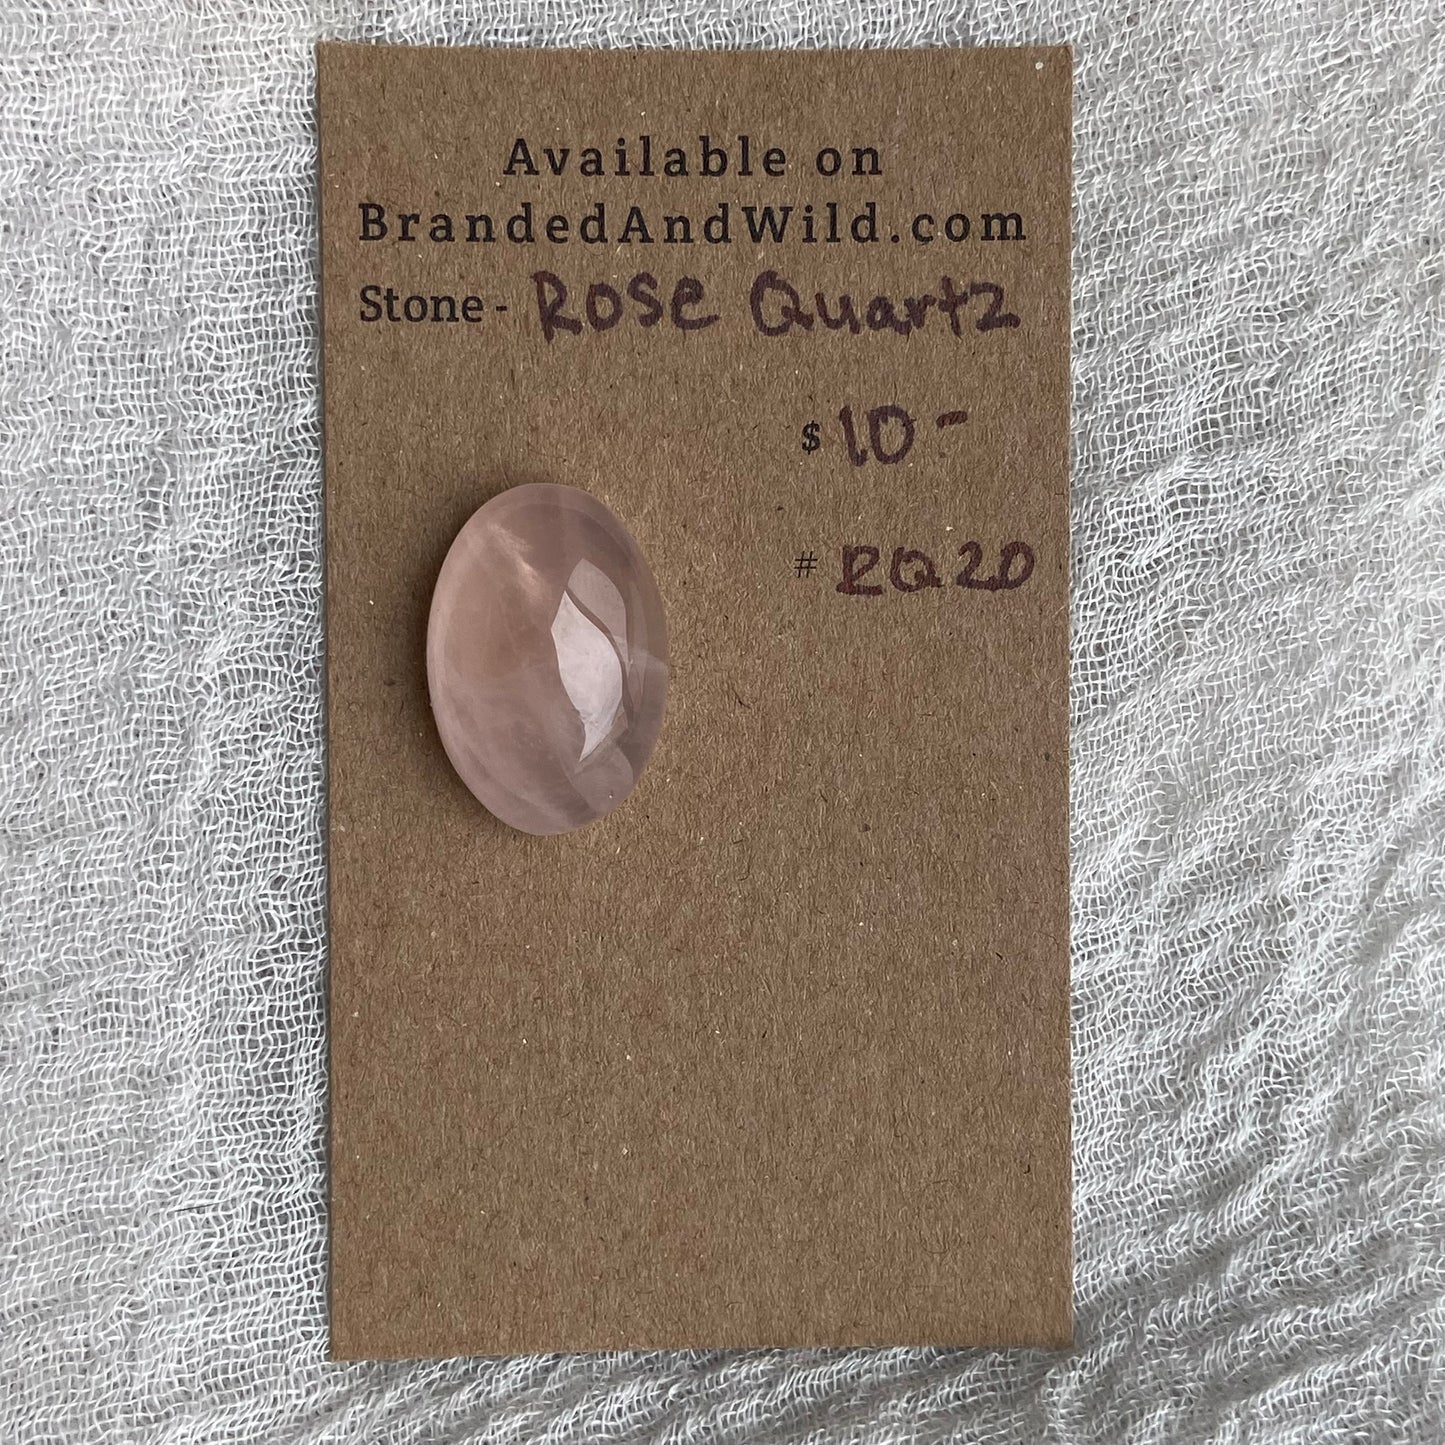 Available on
BrandedAndWild.com
Stone - Rose Quartz
$ 10 -
# RQ20